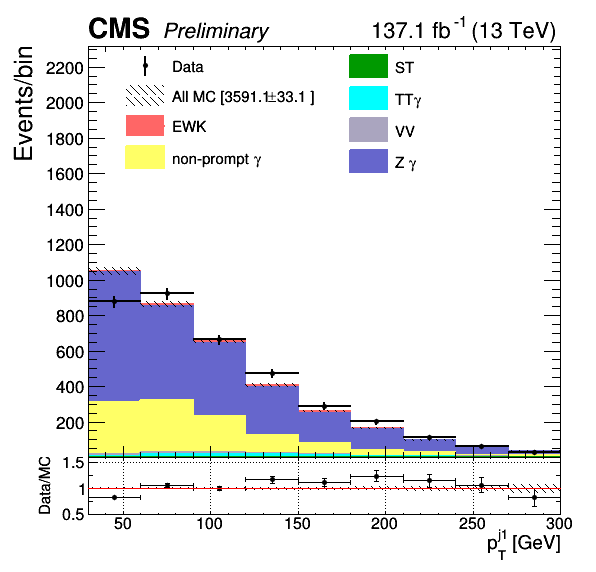 CMS Preliminary 137.1 fb⁻¹ (13 TeV)
Events/bin
2200
2000
1800
1600
1400
1200
1000
800
600
400
200
Data
All MC [3591.1±33.1 ]
EWK
non-prompt γ
ST
TTγ
VV
Z γ
Data/MC
1.5
1
0.5
50 100 150 200 250 300
p_T^j1 [GeV]